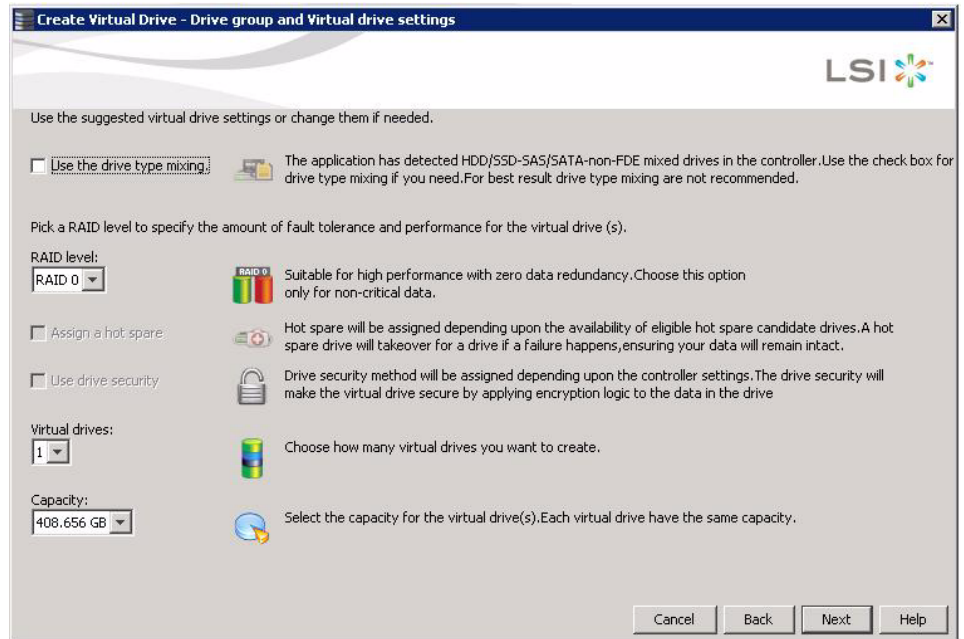 Create Virtual Drive - Drive group and Virtual drive settings
LSI
Use the suggested virtual drive settings or change them if needed.
Use the drive type mixing.
The application has detected HDD/SSD-SAS/SATA-non-FDE mixed drives in the controller.Use the check box for
drive type mixing if you need.For best result drive type mixing are not recommended.
Pick a RAID level to specify the amount of fault tolerance and performance for the virtual drive (s).
RAID level:
RAID 0
RAID 0
Suitable for high performance with zero data redundancy.Choose this option
only for non-critical data.
Assign a hot spare
Hot spare will be assigned depending upon the availability of eligible hot spare candidate drives.A hot
spare drive will takeover for a drive if a failure happens,ensuring your data will remain intact.
Use drive security
Drive security method will be assigned depending upon the controller settings.The drive security will
make the virtual drive secure by applying encryption logic to the data in the drive
Virtual drives:
1
Choose how many virtual drives you want to create.
Capacity:
408.656 GB
Select the capacity for the virtual drive(s).Each virtual drive have the same capacity.
Cancel
Back
Next
Help